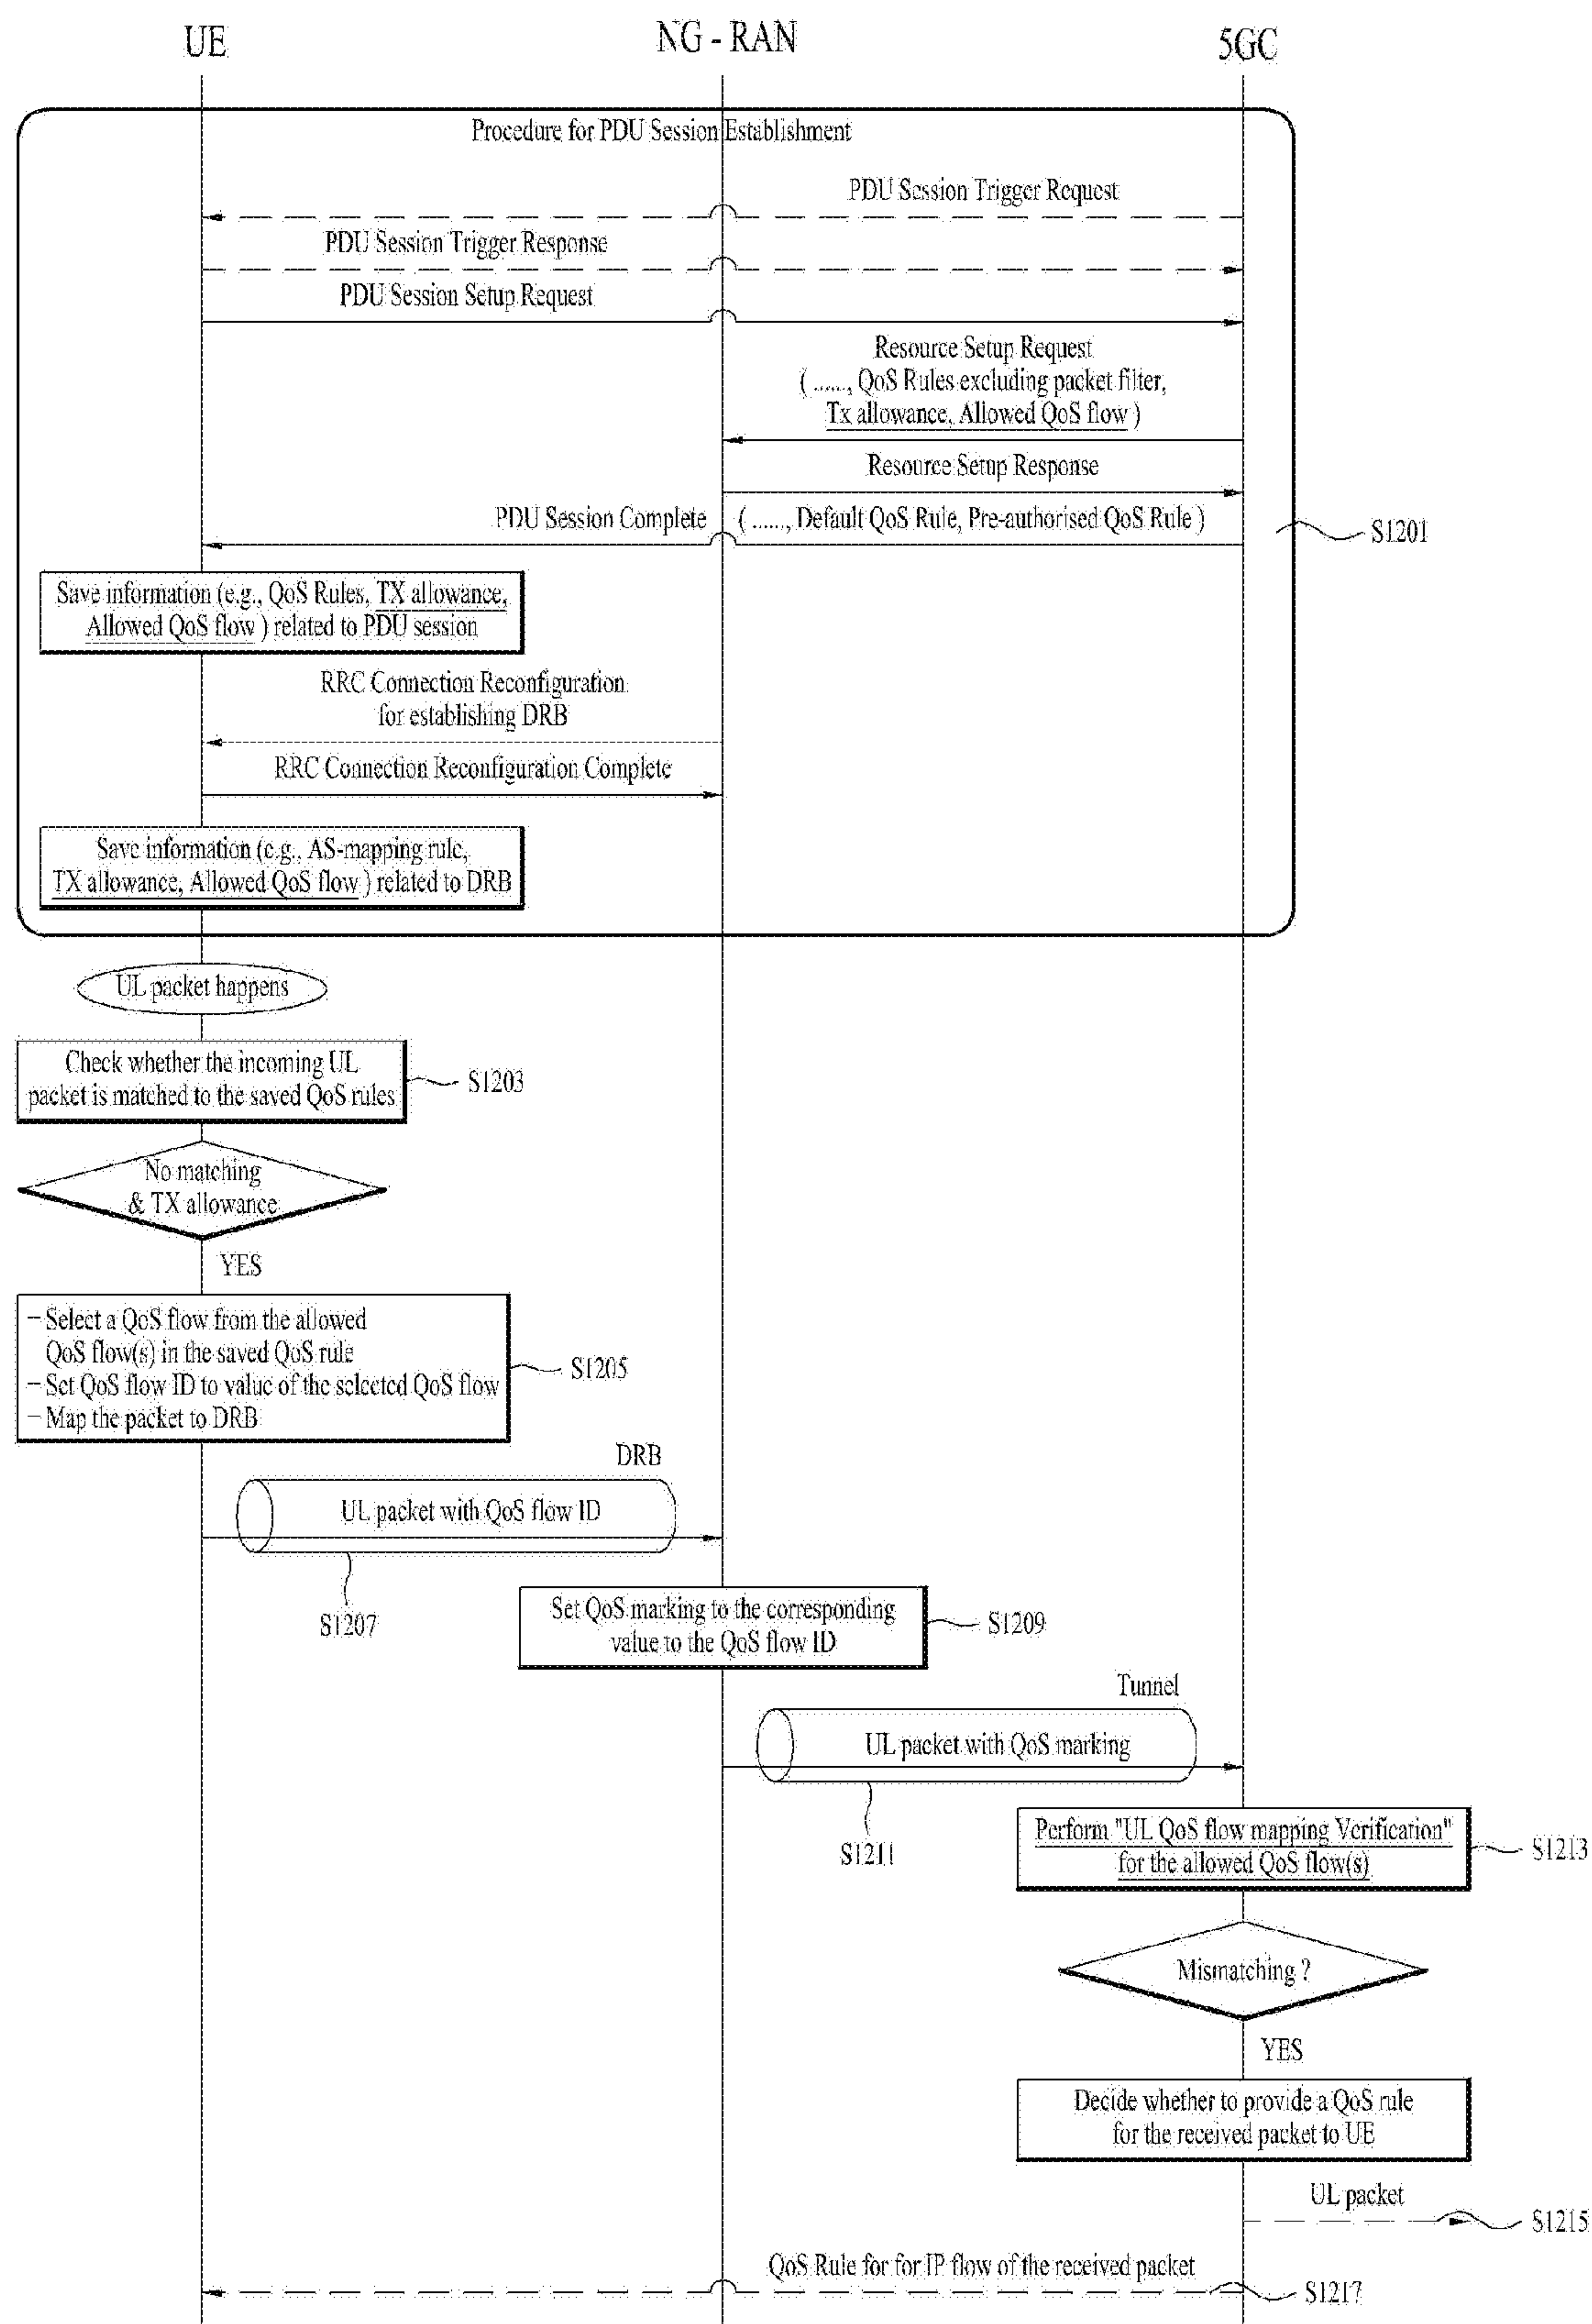 UE NG - RAN 5GC
Procedure for PDU Session Establishment
PDU Session Trigger Request
PDU Session Trigger Response
PDU Session Setup Request
Resource Setup Request
( ......, QoS Rules excluding packet filter,
Tx allowance, Allowed QoS flow )
Resource Setup Response
PDU Session Complete ( ......, Default QoS Rule, Pre-authorised QoS Rule )
S1201
Save information (e.g., QoS Rules, TX allowance,
Allowed QoS flow ) related to PDU session
RRC Connection Reconfiguration
for establishing DRB
RRC Connection Reconfiguration Complete
Save information (e.g., AS-mapping rule,
TX allowance, Allowed QoS flow ) related to DRB
UL packet happens
Check whether the incoming UL
packet is matched to the saved QoS rules
S1203
No matching
& TX allowance
YES
- Select a QoS flow from the allowed
QoS flow(s) in the saved QoS rule
- Set QoS flow ID to value of the selected QoS flow
- Map the packet to DRB
S1205
DRB
UL packet with QoS flow ID
S1207
Set QoS marking to the corresponding
value to the QoS flow ID
S1209
Tunnel
UL packet with QoS marking
S1211
Perform "UL QoS flow mapping Verification"
for the allowed QoS flow(s)
S1213
Mismatching ?
YES
Decide whether to provide a QoS rule
for the received packet to UE
UL packet
S1215
QoS Rule for for IP flow of the received packet
S1217